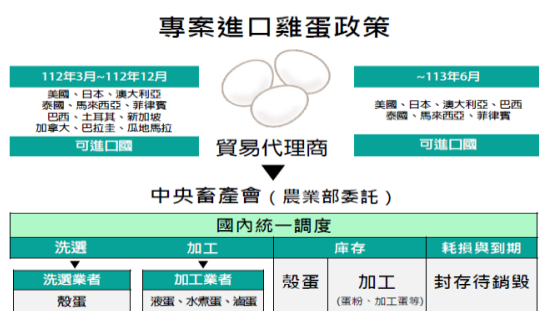 專案進口雞蛋政策
112年3月~112年12月
美國、日本、澳大利亞
泰國、馬來西亞、菲律賓
巴西、土耳其、新加坡
加拿大、巴拉圭、瓜地馬拉
可進口國
~113年6月
美國、日本、澳大利亞、巴西
泰國、馬來西亞、菲律賓
可進口國
貿易代理商
中央畜產會（農業部委託）
國內統一調度
洗選 加工 庫存 耗損與到期
洗選業者 加工業者 殼蛋 加工 封存待銷毀
殼蛋 液蛋、水煮蛋、滷蛋 (蛋粉、加工蛋等)